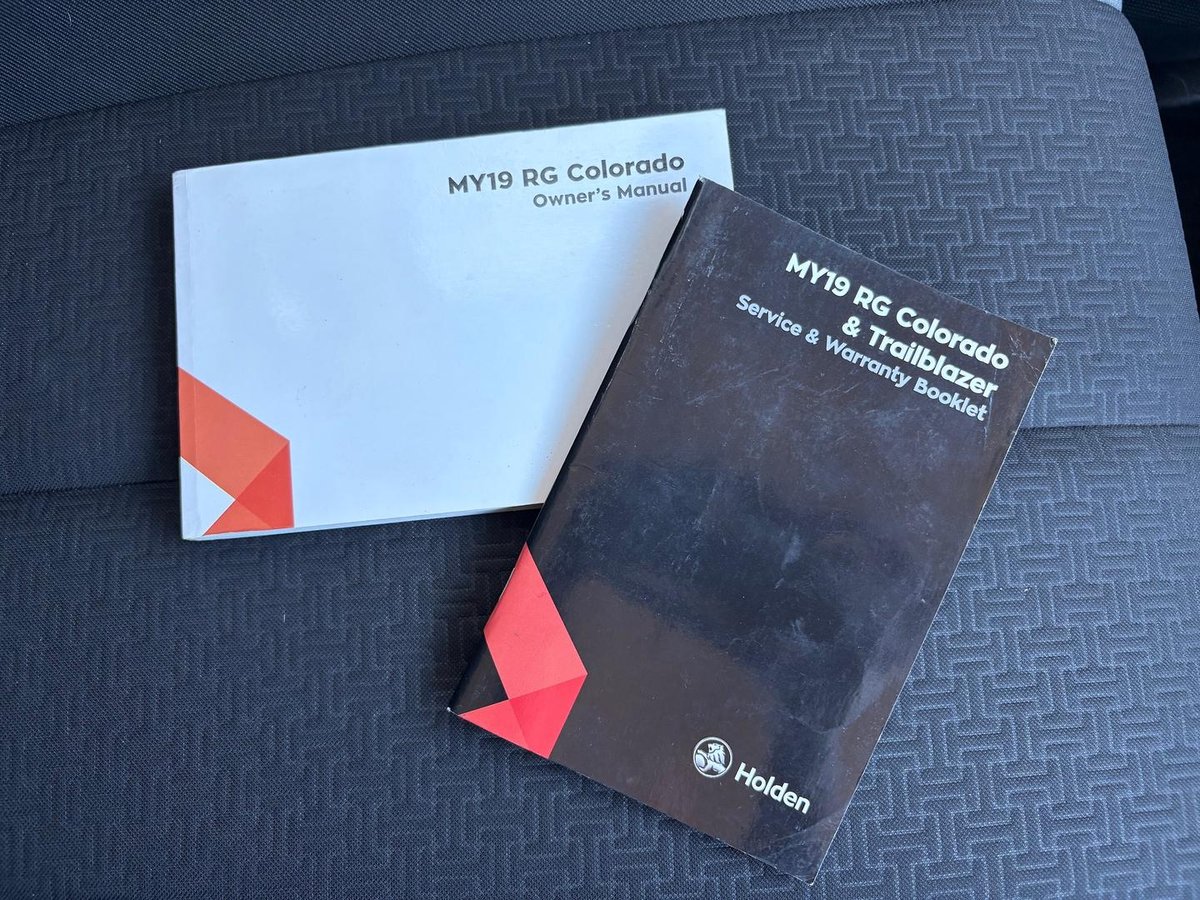 MY19 RG Colorado
Owner's Manual
MY19 RG Colorado
& Trailblazer
Service & Warranty Booklet
Holden